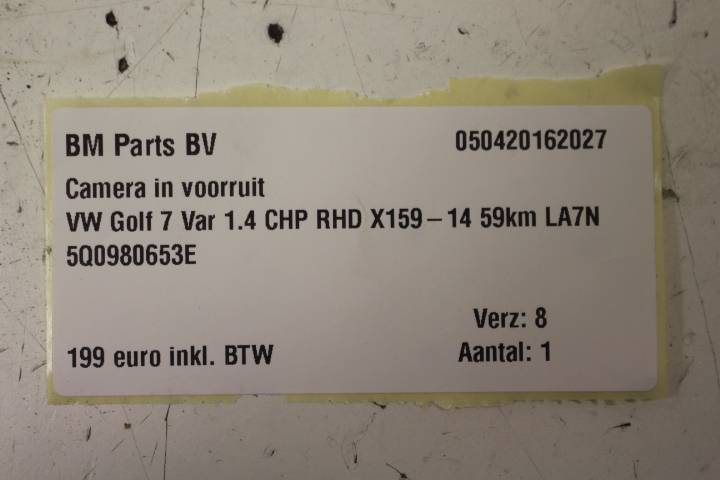 BM Parts BV 050420162027
Camera in voorruit
VW Golf 7 Var 1.4 CHP RHD X159-14 59km LA7N
5Q0980653E
Verz: 8
199 euro inkl. BTW Aantal: 1